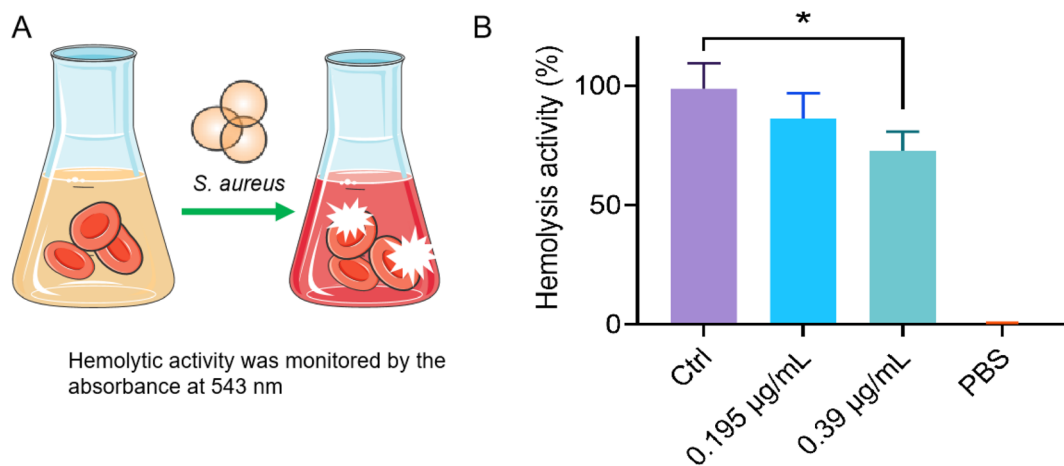 A
S. aureus
Hemolytic activity was monitored by the
absorbance at 543 nm
B
Hemolysis activity (%)
100
50
0
*
Ctrl
0.195 µg/mL
0.39 µg/mL
PBS